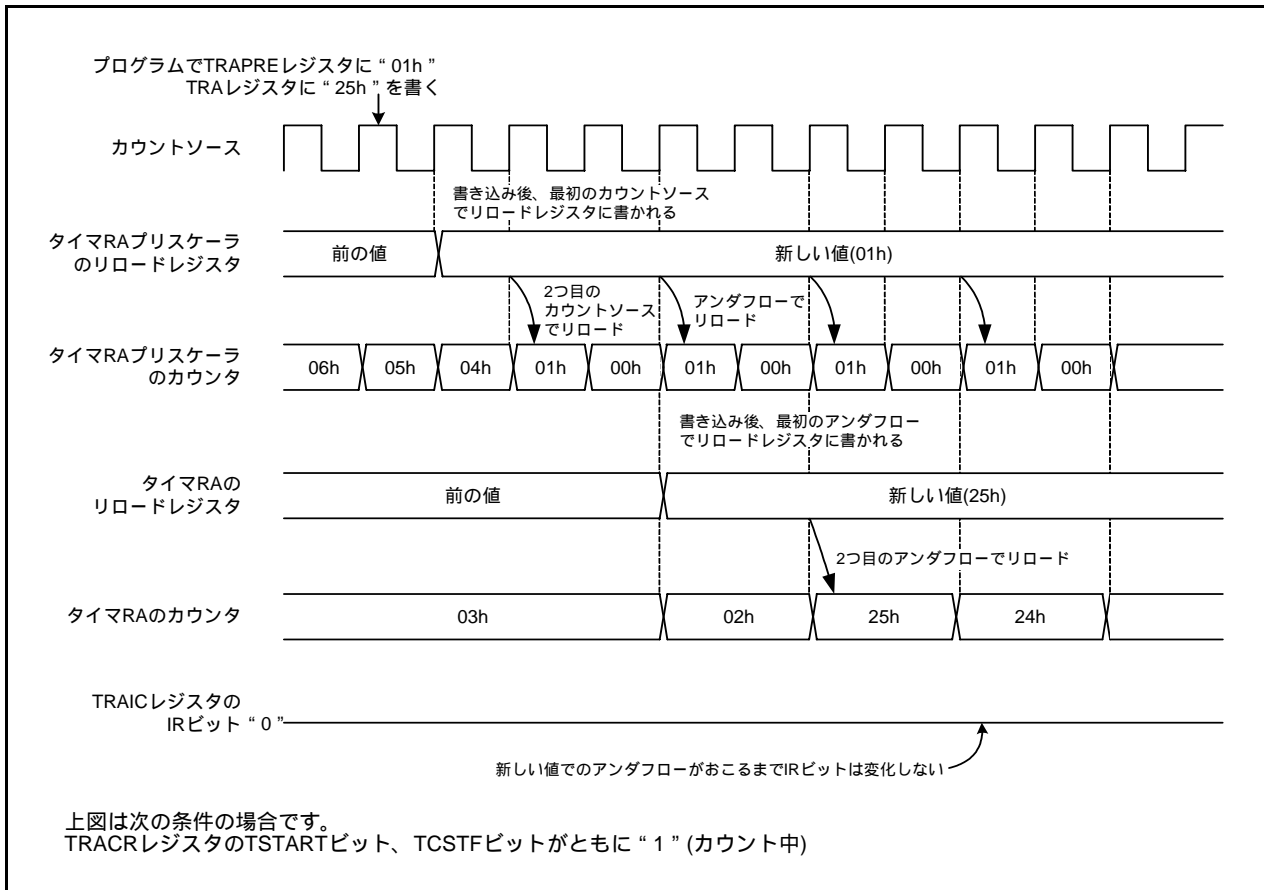 プログラムでTRAPREレジスタに“ 01h ”
TRAレジスタに“ 25h ”を書く
カウントソース
書き込み後、最初のカウントソース
でリロードレジスタに書かれる
タイマRAプリスケーラ
のリロードレジスタ
前の値
新しい値(01h)
2つ目の
カウントソース
でリロード
アンダフローで
リロード
タイマRAプリスケーラ
のカウンタ
06h
05h
04h
01h
00h
01h
00h
01h
00h
01h
00h
書き込み後、最初のアンダフロー
でリロードレジスタに書かれる
タイマRAの
リロードレジスタ
前の値
新しい値(25h)
2つ目のアンダフローでリロード
タイマRAのカウンタ
03h
02h
25h
24h
TRAICレジスタの
IRビット“ 0 ”
新しい値でのアンダフローがおこるまでIRビットは変化しない
上図は次の条件の場合です。
TRACRレジスタのTSTARTビット、TCSTFビットがともに“ 1 ”(カウント中)